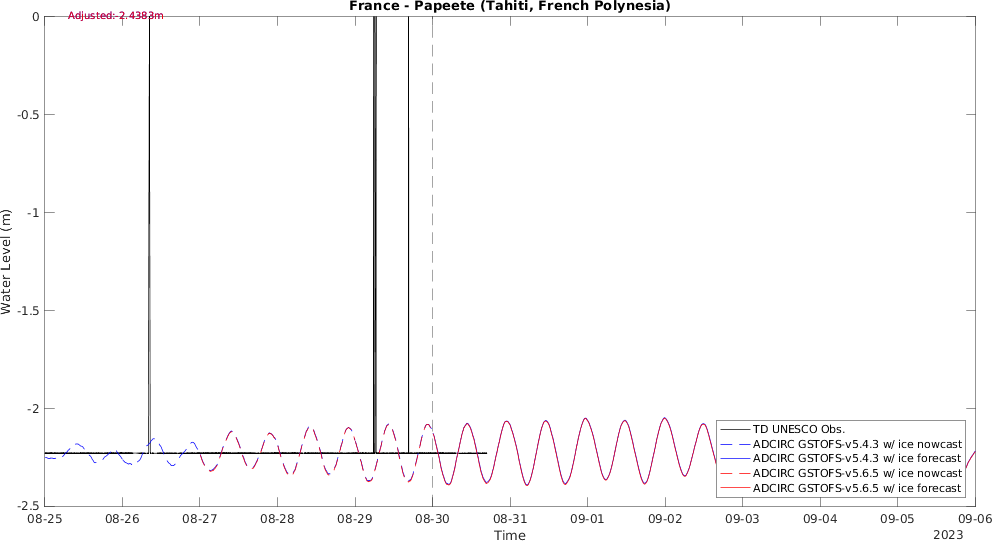 France - Papeete (Tahiti, French Polynesia)
Adjusted:-2.4383m
0
-0.5
-1
-1.5
-2
-2.5
Water Level (m)
TD UNESCO Obs.
ADCIRC GSTOFS-v5.4.3 w/ ice nowcast
ADCIRC GSTOFS-v5.4.3 w/ ice forecast
ADCIRC GSTOFS-v5.6.5 w/ ice nowcast
ADCIRC GSTOFS-v5.6.5 w/ ice forecast
08-25 08-26 08-27 08-28 08-29 08-30 08-31 09-01 09-02 09-03 09-04 09-05 09-06
Time
2023